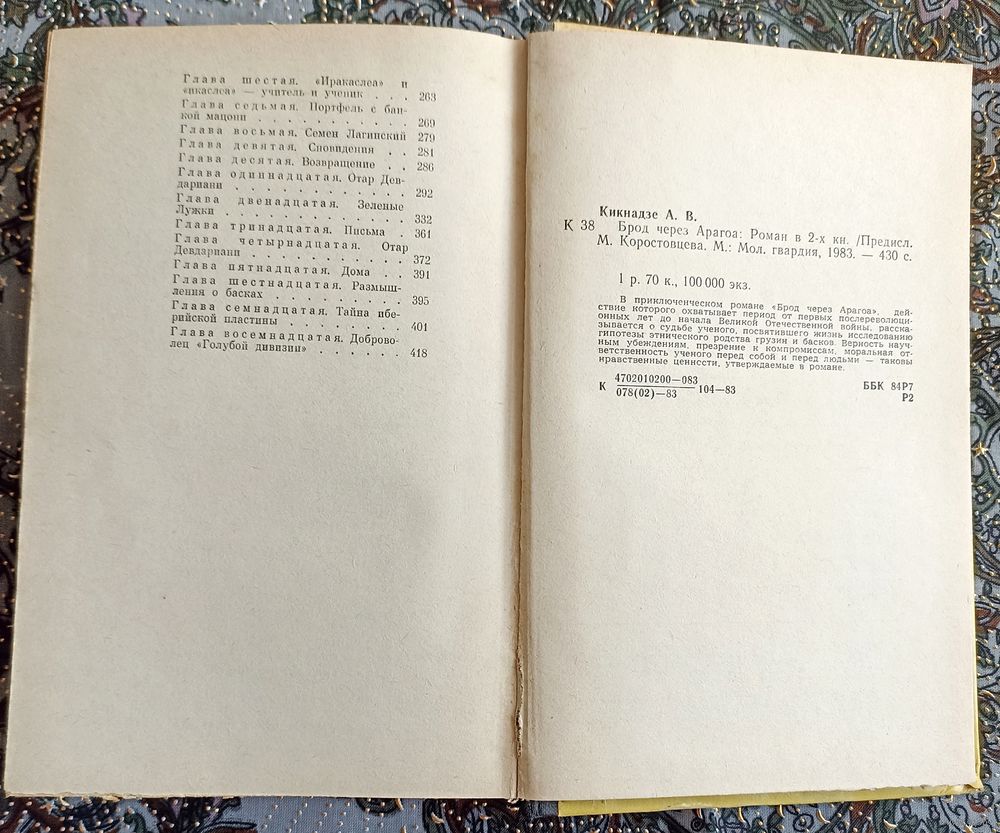 Глава шестая. «Иракаслеа» и
«икаслеа» — учитель и ученик . . . 263
Глава седьмая. Портфель с бан-
кой мацони . . . . . . . . . . 269
Глава восьмая. Семен Лагинский 279
Глава девятая. Сновидения . . 281
Глава десятая. Возвращение . . 286
Глава одиннадцатая. Отар Дев-
дариани . . . . . . . . . . . 292
Глава двенадцатая. Зеленые
Лужки . . . . . . . . . . . . 332
Глава тринадцатая. Письма . 361
Глава четырнадцатая. Отар
Девдариани . . . . . . . . . . 372
Глава пятнадцатая. Дома . . 391
Глава шестнадцатая. Размыш-
ления о басках . . . . . . . . 395
Глава семнадцатая. Тайна ибе-
рийской пластины . . . . . . . 401
Глава восемнадцатая. Доброво-
лец «Голубой дивизии» . . . . . . 418
Кикнадзе А. В.
К 38 Брод через Арагоа: Роман в 2-х кн. /Предисл.
М. Коростовцева. М.: Мол. гвардия, 1983. — 430 с.
1 р. 70 к., 100 000 экз.
В приключенческом романе «Брод через Арагоа», дей-
ствие которого охватывает период от первых послереволюци-
онных лет до начала Великой Отечественной войны, расска-
зывается о судьбе ученого, посвятившего жизнь исследованию
гипотезы этнического родства грузин и басков. Верность науч-
ным убеждениям, презрение к компромиссам, моральная от-
ветственность ученого перед собой и перед людьми — таковы
нравственные ценности, утверждаемые в романе.
К 4702010200—083
078(02)—83 104—83 ББК 84Р7
Р2